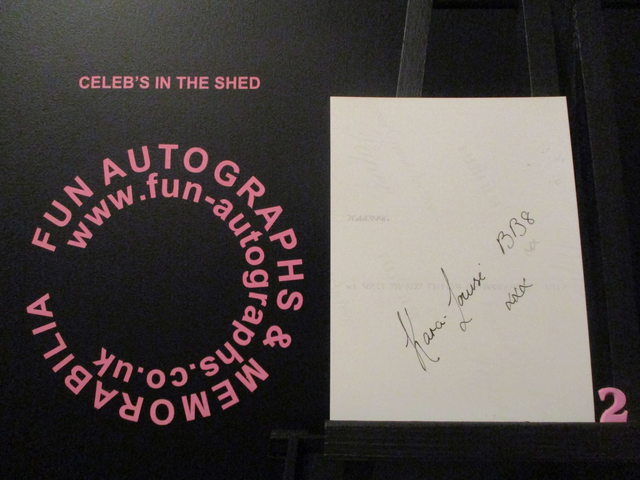 CELEB'S IN THE SHED
FUN AUTOGRAPHS & MEMORABILIA
www.fun-autographs.co.uk
Kara-Louise BB8
xxx
2